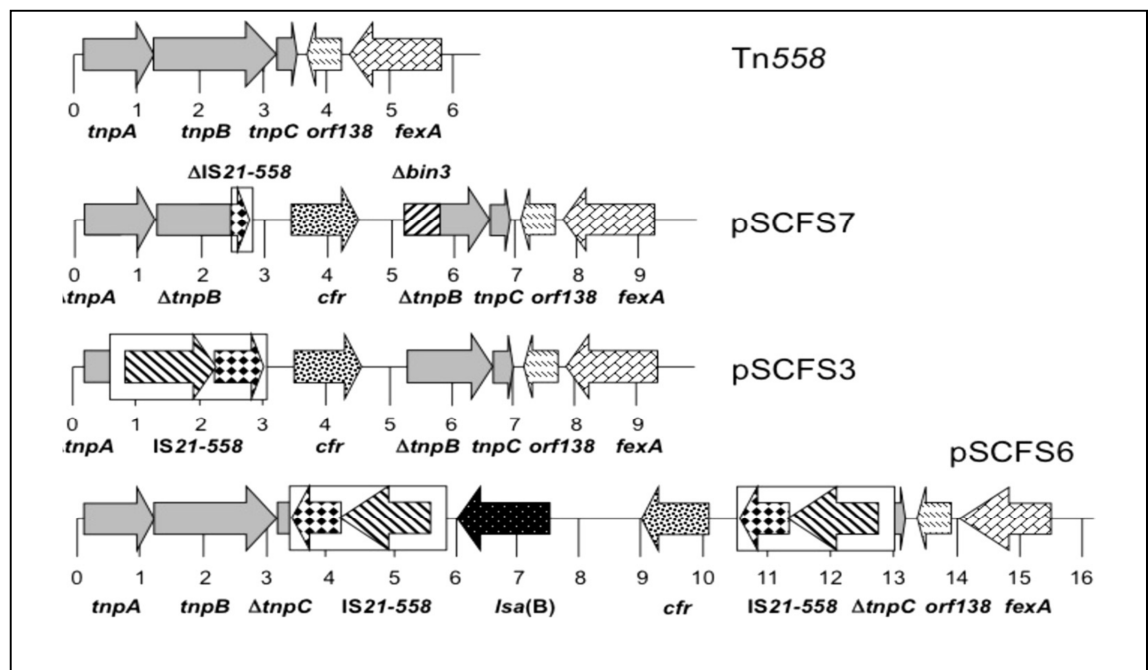 Tn558
0 1 2 3 4 5 6
tnpA tnpB tnpC orf138 fexA
ΔIS21-558 Δbin3
pSCFS7
0 1 2 3 4 5 6 7 8 9
.tnpA ΔtnpB cfr ΔtnpB tnpC orf138 fexA
pSCFS3
0 1 2 3 4 5 6 7 8 9
.tnpA IS21-558 cfr ΔtnpB tnpC orf138 fexA
pSCFS6
0 1 2 3 4 5 6 7 8 9 10 11 12 13 14 15 16
tnpA tnpB ΔtnpC IS21-558 lsa(B) cfr IS21-558 ΔtnpC orf138 fexA